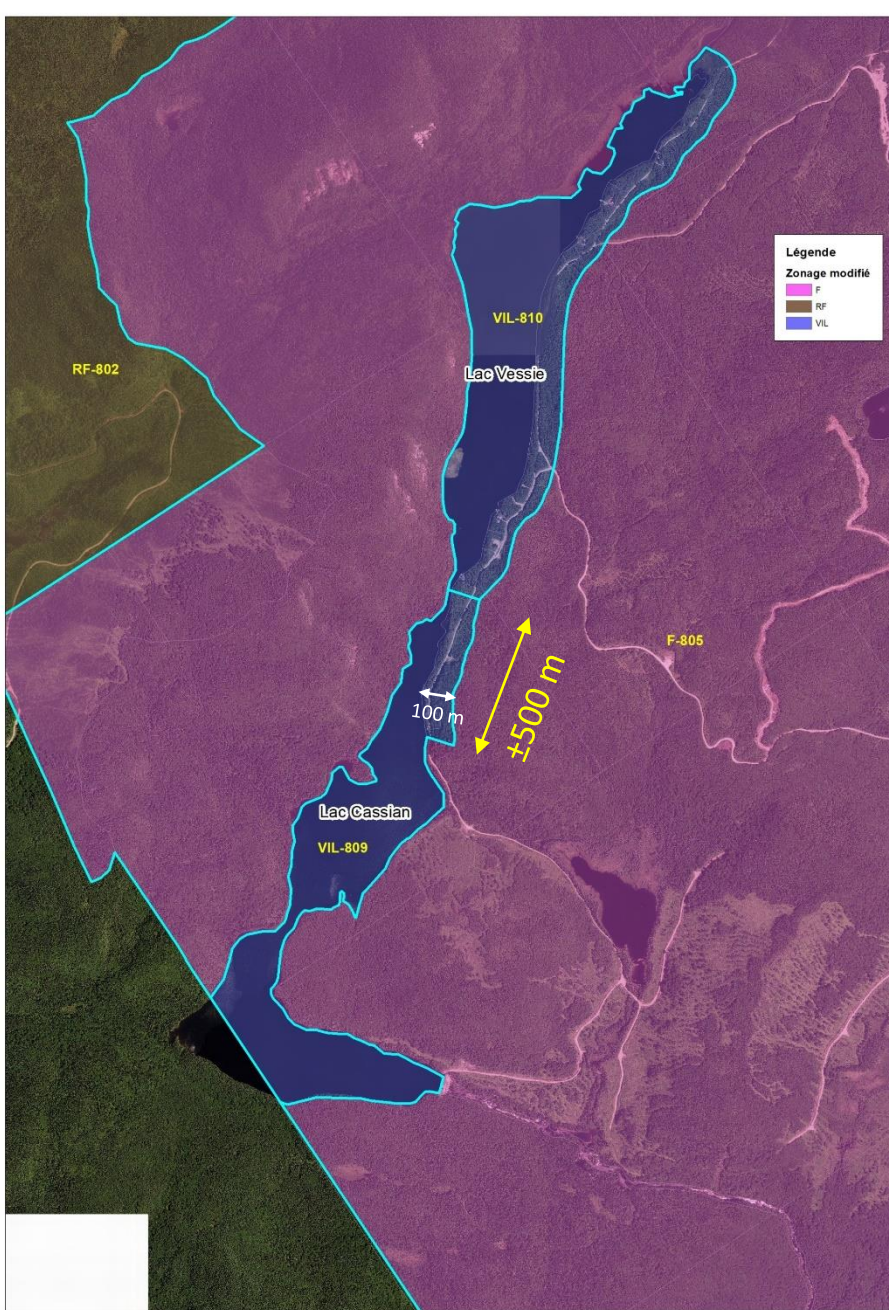 Légende
Zonage modifié
F
RF
VIL
VIL-810
RF-802
Lac Vessie
F-805
±500 m
100 m
Lac Cassian
VIL-809